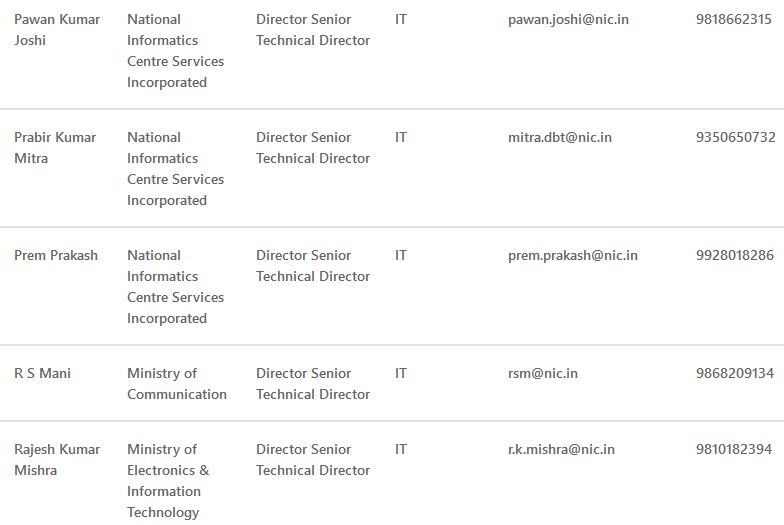 Pawan Kumar National Director Senior IT pawan.joshi@nic.in 9818662315
Joshi Informatics Technical Director
Centre Services
Incorporated
Prabir Kumar National Director Senior IT mitra.dbt@nic.in 9350650732
Mitra Informatics Technical Director
Centre Services
Incorporated
Prem Prakash National Director Senior IT prem.prakash@nic.in 9928018286
Informatics Technical Director
Centre Services
Incorporated
R S Mani Ministry of Director Senior IT rsm@nic.in 9868209134
Communication Technical Director
Rajesh Kumar Ministry of Director Senior IT r.k.mishra@nic.in 9810182394
Mishra Electronics & Technical Director
Information
Technology